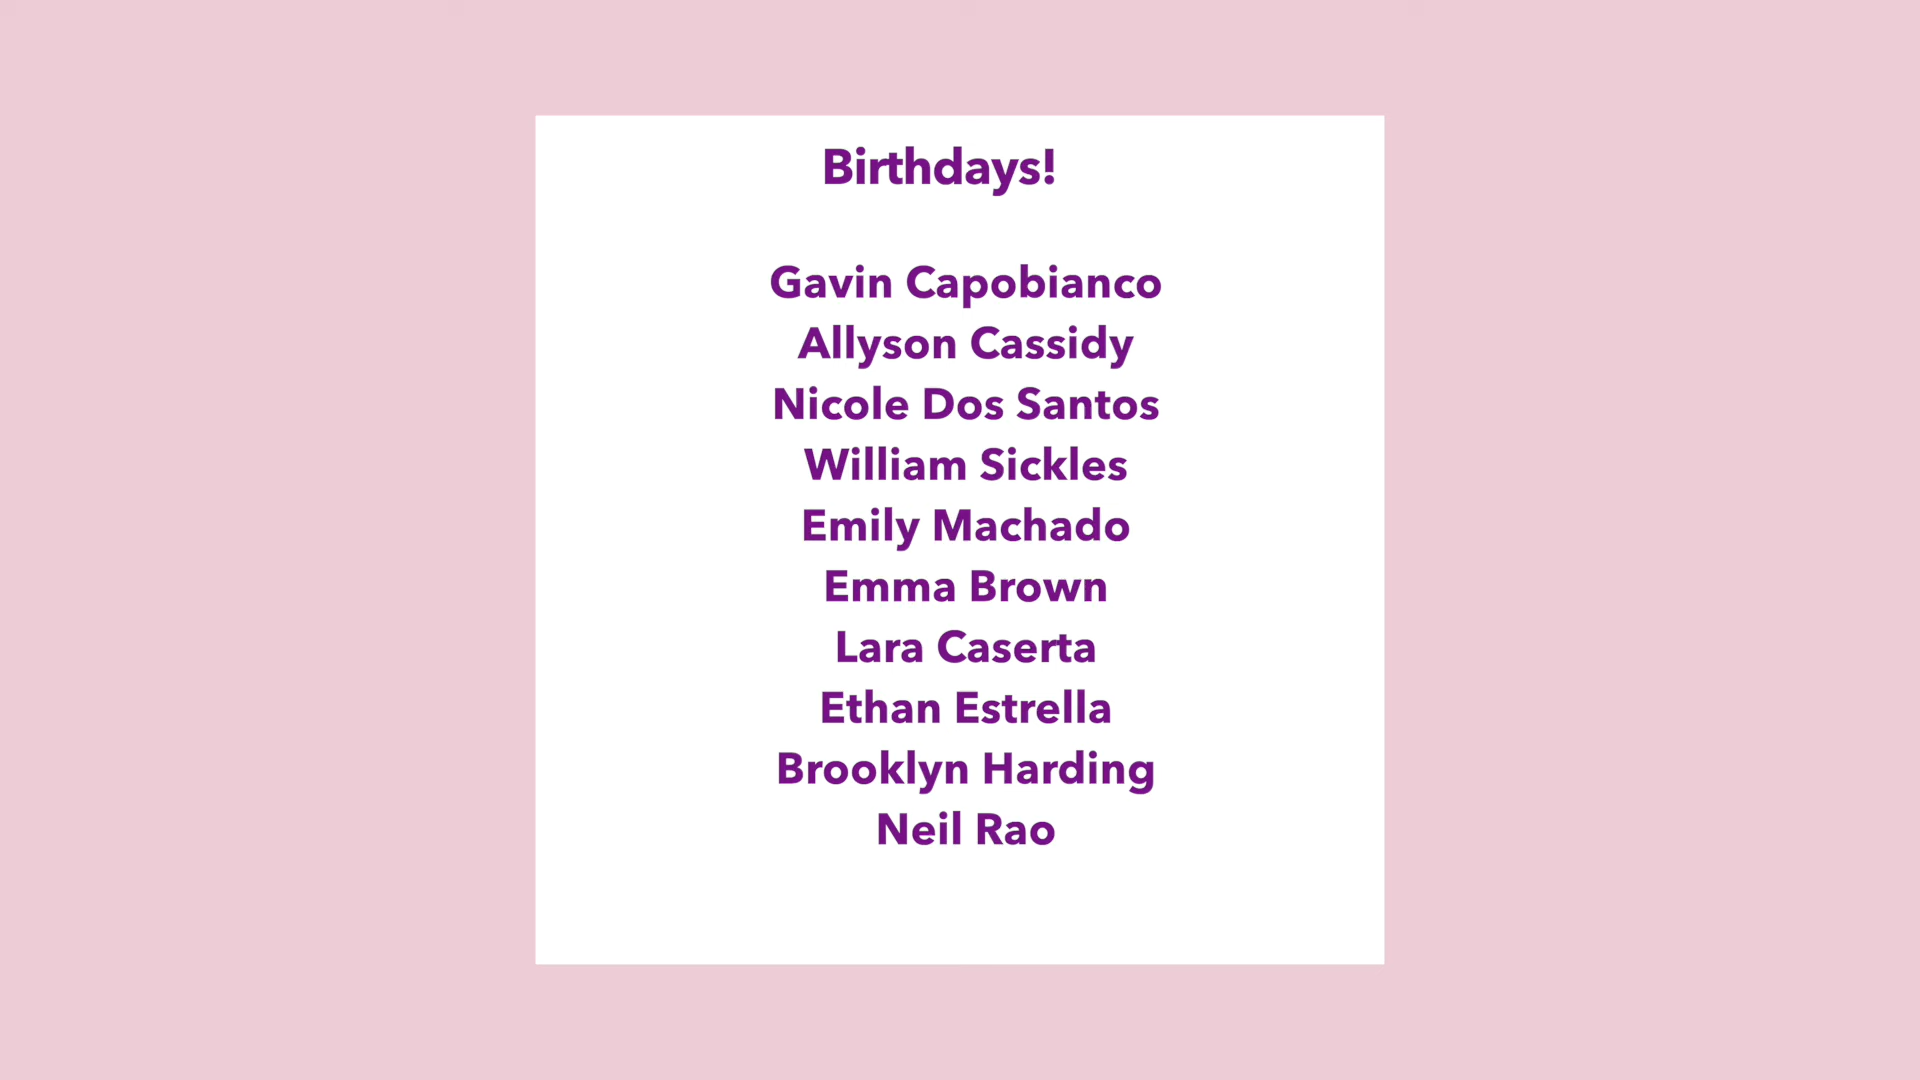 Birthdays!
Gavin Capobianco
Allyson Cassidy
Nicole Dos Santos
William Sickles
Emily Machado
Emma Brown
Lara Caserta
Ethan Estrella
Brooklyn Harding
Neil Rao